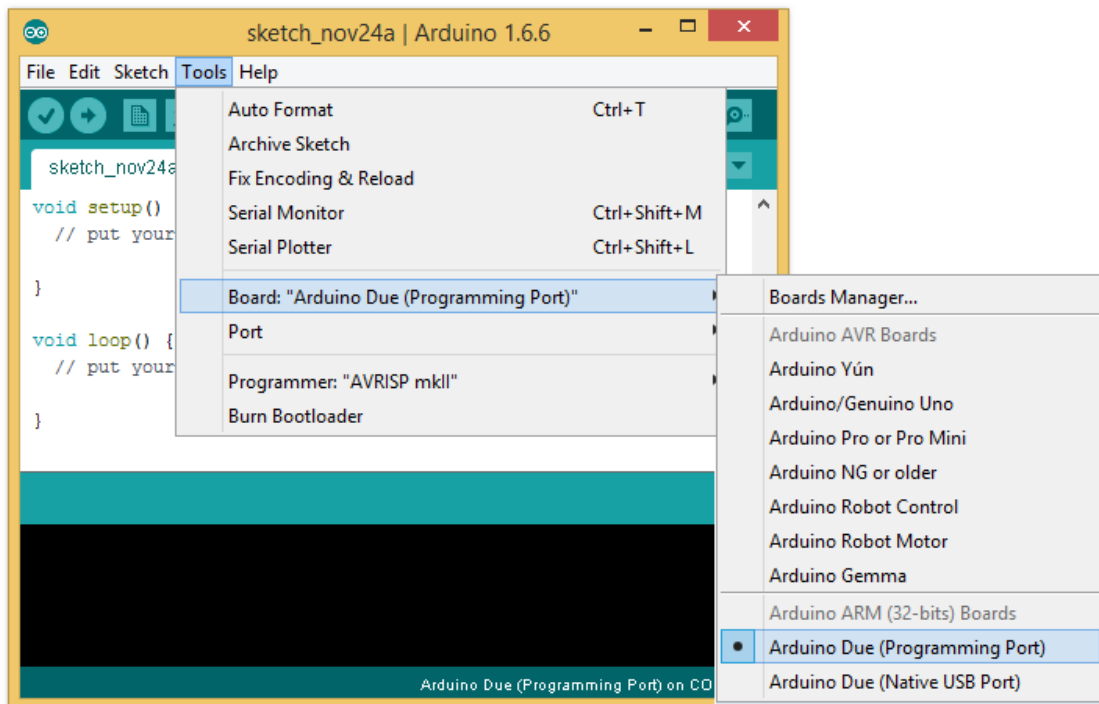 sketch_nov24a | Arduino 1.6.6
File Edit Sketch Tools Help
Auto Format Ctrl+T
Archive Sketch
Fix Encoding & Reload
Serial Monitor Ctrl+Shift+M
Serial Plotter Ctrl+Shift+L
Board: "Arduino Due (Programming Port)"
Port
Programmer: "AVRISP mkII"
Burn Bootloader
sketch_nov24a
void setup()
// put your
}
void loop() {
// put your
}
Boards Manager...
Arduino AVR Boards
Arduino Yún
Arduino/Genuino Uno
Arduino Pro or Pro Mini
Arduino NG or older
Arduino Robot Control
Arduino Robot Motor
Arduino Gemma
Arduino ARM (32-bits) Boards
Arduino Due (Programming Port)
Arduino Due (Native USB Port)
Arduino Due (Programming Port) on CO